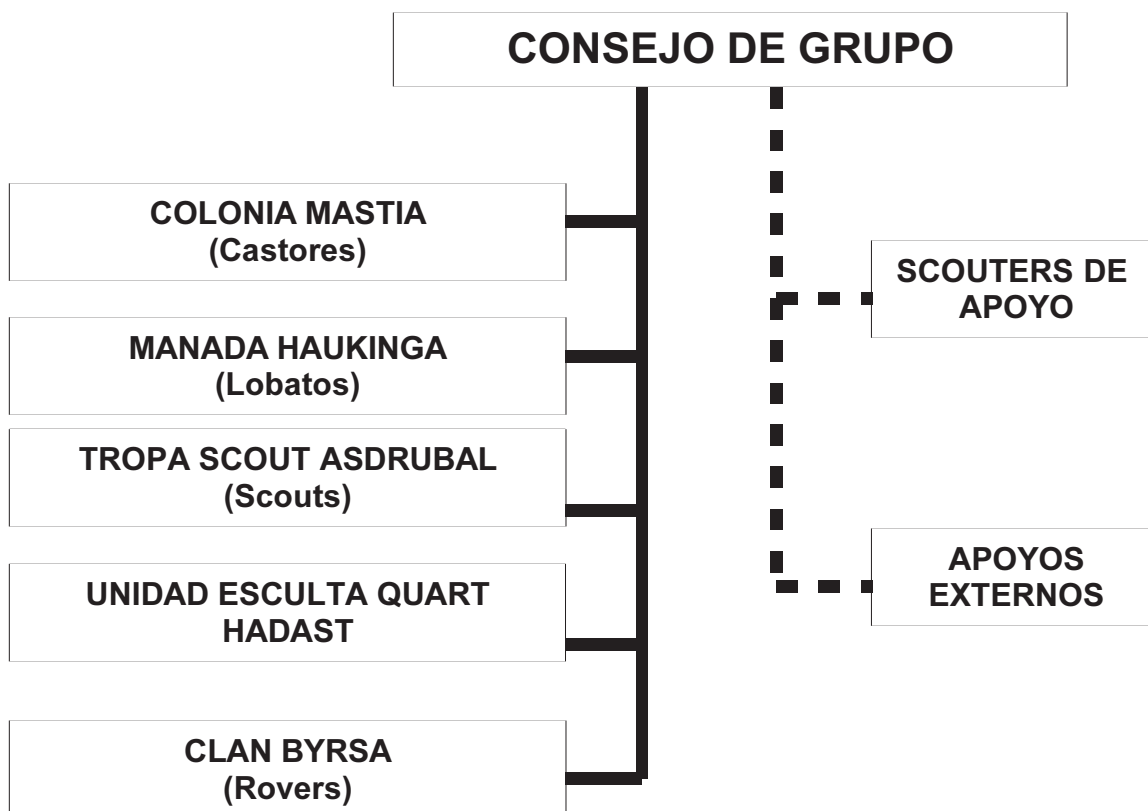 CONSEJO DE GRUPO
COLONIA MASTIA
(Castores)
MANADA HAUKINGA
(Lobatos)
TROPA SCOUT ASDRUBAL
(Scouts)
UNIDAD ESCULTA QUART
HADAST
CLAN BYRSA
(Rovers)
SCOUTERS DE
APOYO
APOYOS
EXTERNOS